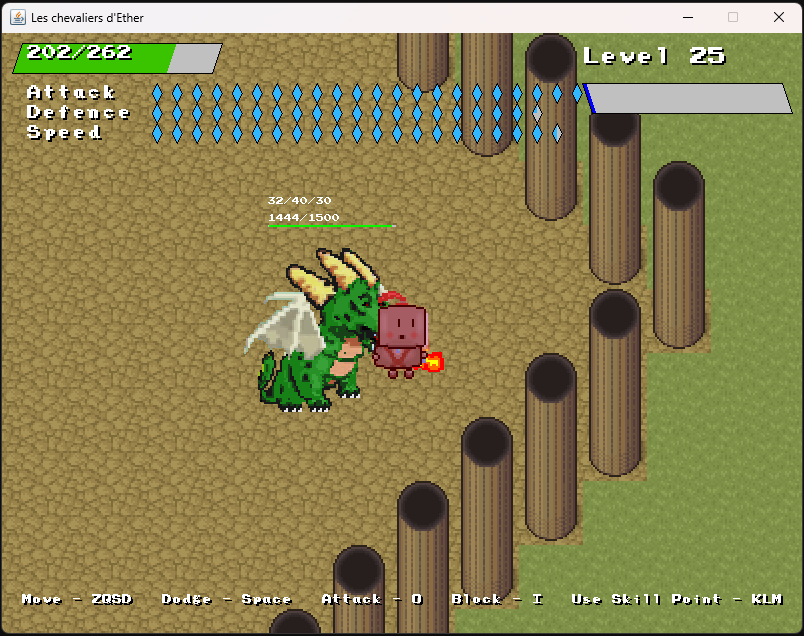 Les chevaliers d'Ether
202/262
Level 25
Attack
Defence
Speed
32/40/30
1444/1500
Move - ZQSD Dodge - Space Attack - O Block - I Use Skill Point - KLM